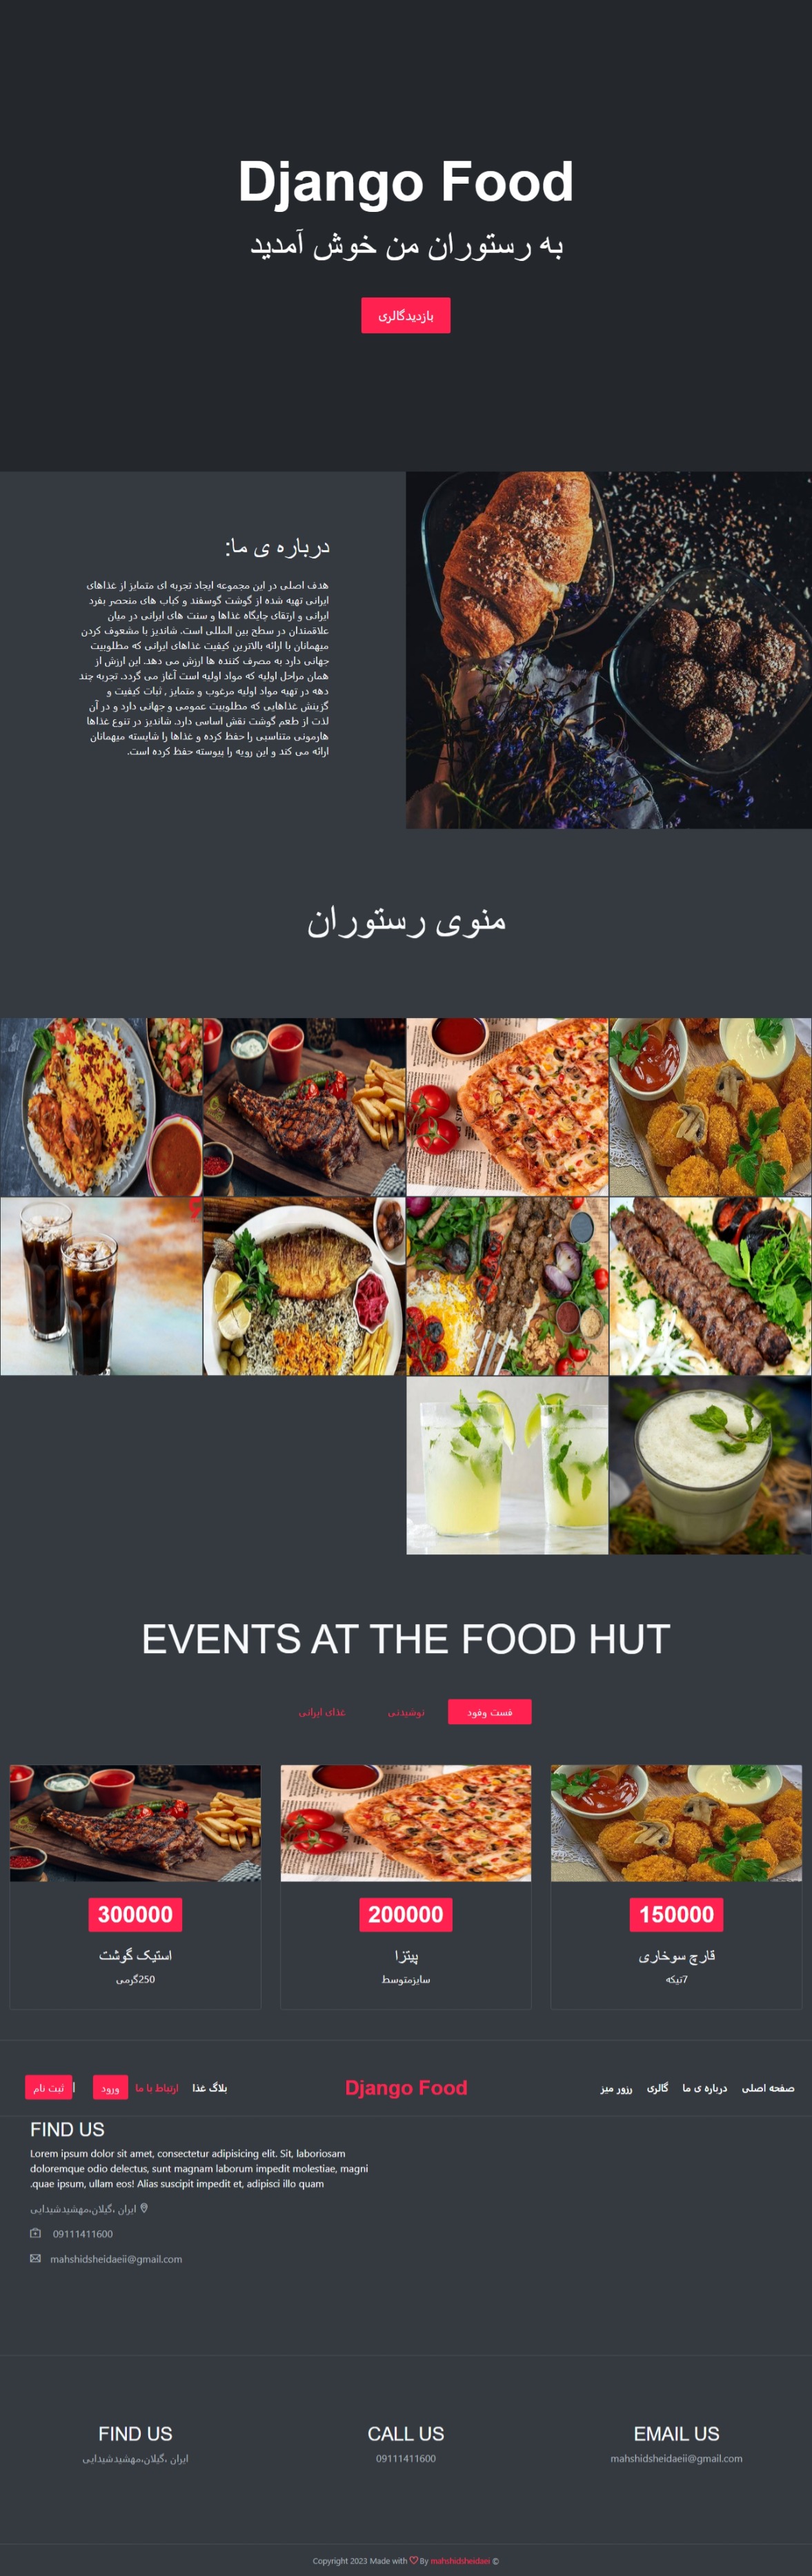 Django Food
به رستوران من خوش آمدید
بازدیدگالری
درباره ی ما:
هدف اصلی در این مجموعه ایجاد تجربه ای متمایز از غذاهای
ایرانی تهیه شده از گوشت گوسفند و کباب های منحصر بفرد
ایرانی و ارتقای جایگاه غذاها و سنت های ایرانی در میان
علاقمندان در سطح بین المللی است. شاندیز با مشعوف کردن
میهمانان با ارائه بالاترین کیفیت غذاهای ایرانی که مطلوبیت
جهانی دارد به مصرف کننده ها ارزش می دهد. این ارزش از
همان مراحل اولیه که مواد اولیه است آغاز می گردد. تجربه چند
دهه در تهیه مواد اولیه مرغوب و متمایز , ثبات کیفیت و
گزینش غذاهایی که مطلوبیت عمومی و جهانی دارد و در آن
لذت از طعم گوشت نقش اساسی دارد. شاندیز در تنوع غذاها
هارمونی متناسبی را حفظ کرده و غذاها را شایسته میهمانان
ارائه می کند و این رویه را پیوسته حفظ کرده است.
منوی رستوران
EVENTS AT THE FOOD HUT
فست وفود
نوشیدنی
غذای ایرانی
150000
قارچ سوخاری
7تیکه
200000
پیتزا
سایزمتوسط
300000
استیک گوشت
250گرمی
صفحه اصلی درباره ی ما گالری رزور میز
Django Food
بلاگ غذا ارتباط با ما ورود | ثبت نام
FIND US
Lorem ipsum dolor sit amet, consectetur adipisicing elit. Sit, laboriosam
doloremque odio delectus, sunt magnam laborum impedit molestiae, magni
.quae ipsum, ullam eos! Alias suscipit impedit et, adipisci illo quam
ایران ،گیلان،مهشیدشیدایی
09111411600
mahshidsheidaeii@gmail.com
EMAIL US
mahshidsheidaeii@gmail.com
CALL US
09111411600
FIND US
ایران ،گیلان،مهشیدشیدایی
Copyright 2023 Made with By mahshidsheidaei ©